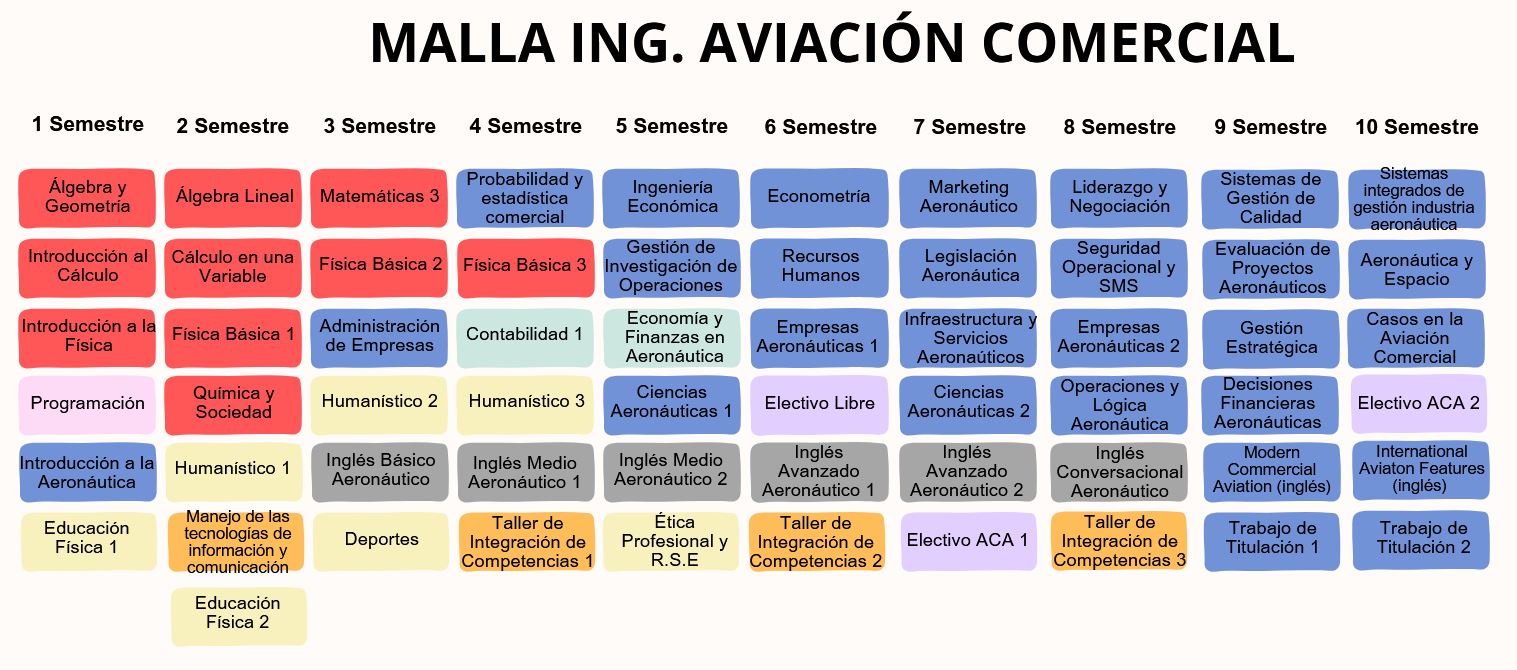 MALLA ING. AVIACIÓN COMERCIAL
1 Semestre
2 Semestre
3 Semestre
4 Semestre
5 Semestre
6 Semestre
7 Semestre
8 Semestre
9 Semestre
10 Semestre
Álgebra y
Geometría
Álgebra Lineal
Matemáticas 3
Probabilidad y
estadística
comercial
Ingeniería
Económica
Econometría
Marketing
Aeronáutico
Liderazgo y
Negociación
Sistemas de
Gestión de
Calidad
Sistemas
integrados de
gestión industria
aeronáutica
Introducción al
Cálculo
Cálculo en una
Variable
Física Básica 2
Física Básica 3
Gestión de
Investigación de
Operaciones
Recursos
Humanos
Legislación
Aeronáutica
Seguridad
Operacional y
SMS
Evaluación de
Proyectos
Aeronáuticos
Aeronáutica y
Espacio
Introducción a la
Física
Física Básica 1
Administración
de Empresas
Contabilidad 1
Economía y
Finanzas en
Aeronáutica
Empresas
Aeronáuticas 1
Infraestructura y
Servicios
Aeronaúticos
Empresas
Aeronáuticas 2
Gestión
Estratégica
Casos en la
Aviación
Comercial
Programación
Química y
Sociedad
Humanístico 2
Humanístico 3
Ciencias
Aeronáuticas 1
Electivo Libre
Ciencias
Aeronáuticas 2
Operaciones y
Lógica
Aeronáutica
Decisiones
Financieras
Aeronáuticas
Electivo ACA 2
Introducción a la
Aeronáutica
Humanístico 1
Inglés Básico
Aeronáutico
Inglés Medio
Aeronáutico 1
Inglés Medio
Aeronáutico 2
Inglés
Avanzado
Aeronáutico 1
Inglés
Avanzado
Aeronáutico 2
Inglés
Conversacional
Aeronáutico
Modern
Commercial
Aviation (inglés)
International
Aviaton Features
(inglés)
Educación
Física 1
Manejo de las
tecnologías de
información y
comunicación
Deportes
Taller de
Integración de
Competencias 1
Ética
Profesional y
R.S.E
Taller de
Integración de
Competencias 2
Electivo ACA 1
Taller de
Integración de
Competencias 3
Trabajo de
Titulación 1
Trabajo de
Titulación 2
Educación
Física 2